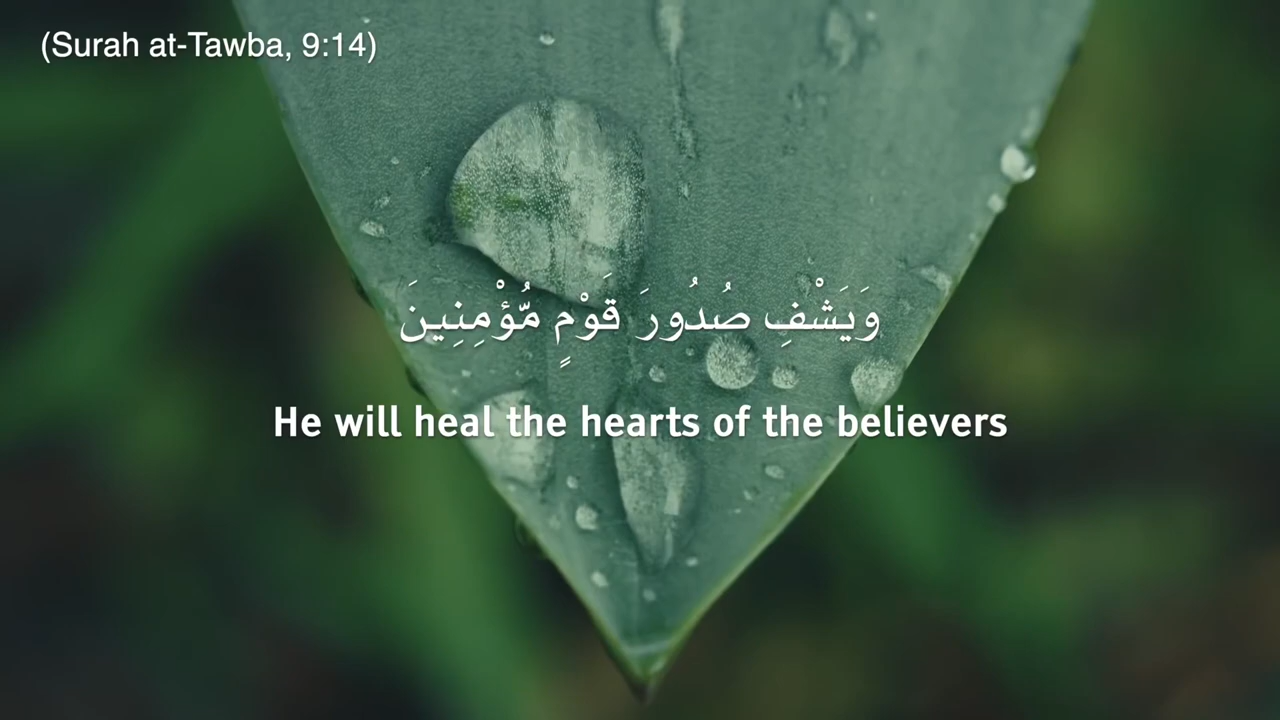 (Surah at-Tawba, 9:14)
وَيَشْفِ صُدُورَ قَوْمٍ مُّؤْمِنِينَ
He will heal the hearts of the believers